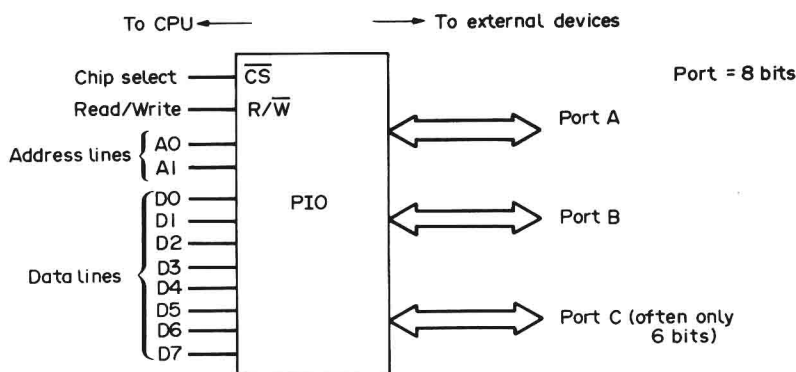 To CPU
To external devices
Chip select
CS
Port = 8 bits
Read/Write
R/W
Port A
Address lines
A0
A1
PIO
Data lines
D0
D1
D2
D3
D4
D5
D6
D7
Port B
Port C (often only
6 bits)